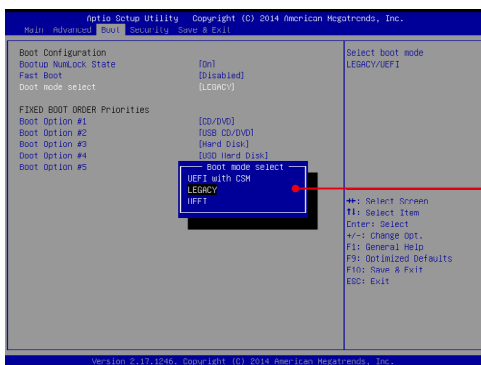 Aptio Setup Utility Copyright (C) 2014 American Megatrends, Inc.
Main Advanced Boot Security Save & Exit
Boot Configuration
Bootup NumLock State [On]
Fast Boot [Disabled]
Boot mode select [LEGACY]
FIXED BOOT ORDER Priorities
Boot Option #1 [CD/DVD]
Boot Option #2 [USB CD/DVD]
Boot Option #3 [Hard Disk]
Boot Option #4 [USB Hard Disk]
Boot Option #5
Boot mode select
UEFI with CSM
LEGACY
UEFI
Select boot mode
LEGACY/UEFI
→←: Select Screen
↑↓: Select Item
Enter: Select
+/-: Change Opt.
F1: General Help
F9: Optimized Defaults
F10: Save & Exit
ESC: Exit
Version 2.17.1246. Copyright (C) 2014 American Megatrends, Inc.